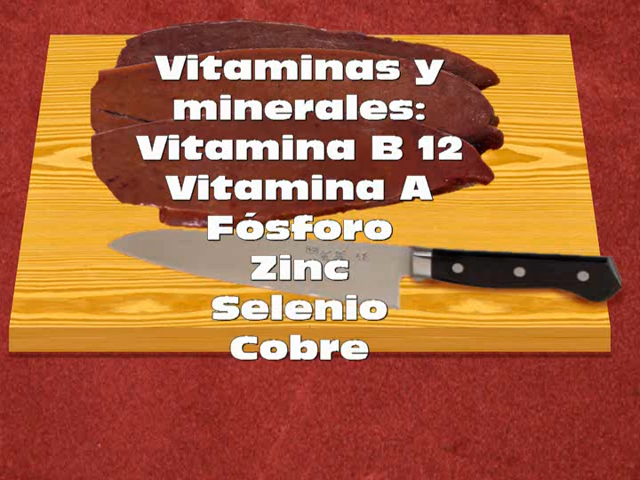 Vitaminas y
minerales:
Vitamina B 12
Vitamina A
Fósforo
Zinc
Selenio
Cobre